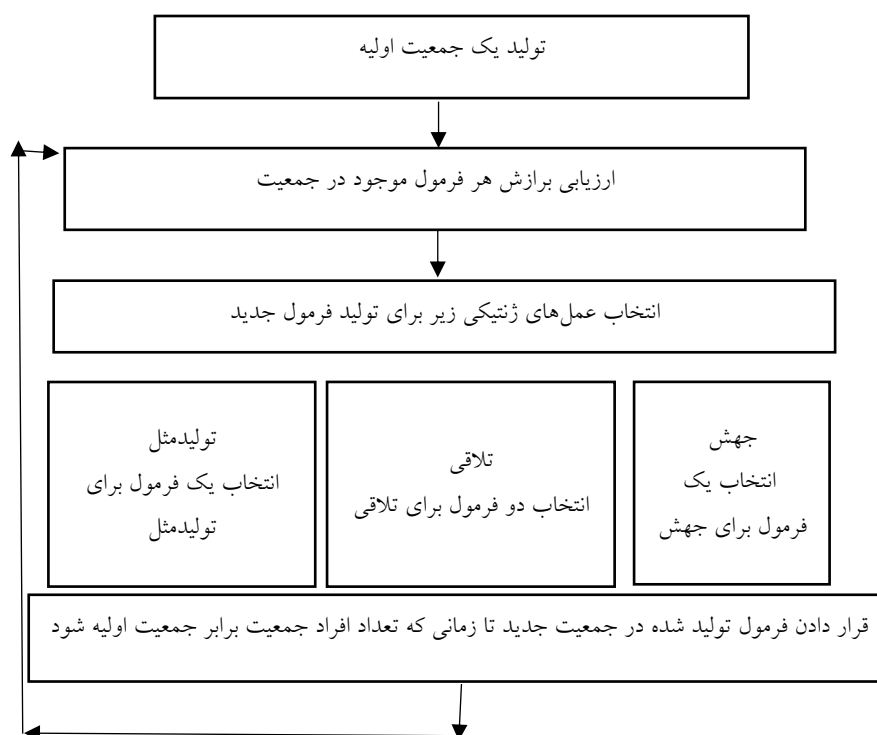 تولید یک جمعیت اولیه
ارزیابی برازش هر فرمول موجود در جمعیت
انتخاب عمل‌های ژنتیکی زیر برای تولید فرمول جدید
جهش
انتخاب یک
فرمول برای جهش
تلاقی
انتخاب دو فرمول برای تلاقی
تولیدمثل
انتخاب یک فرمول برای
تولیدمثل
قرار دادن فرمول تولید شده در جمعیت جدید تا زمانی که تعداد افراد جمعیت برابر جمعیت اولیه شود